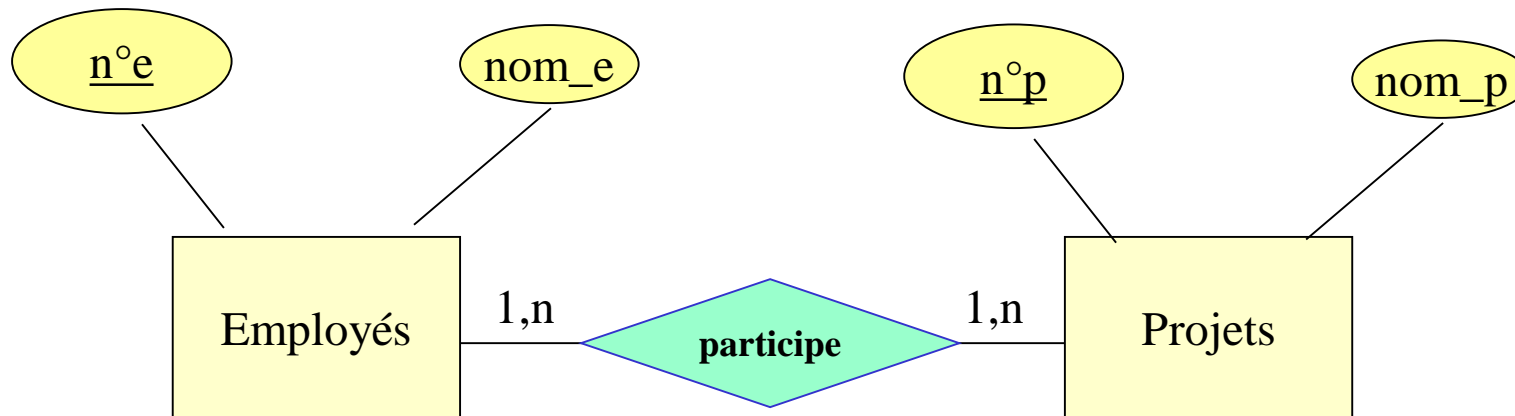 n°e
nom_e
n°p
nom_p
Employés
1,n
participe
1,n
Projets